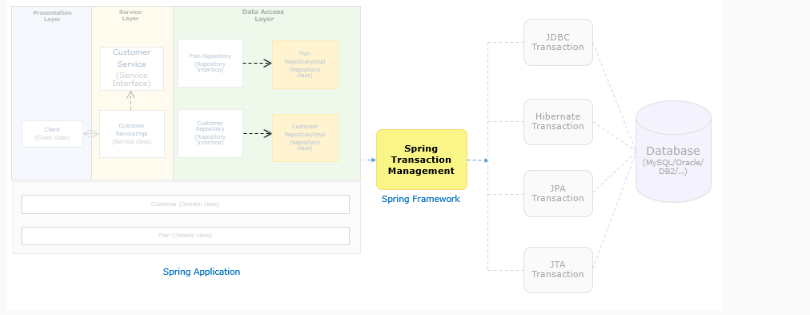 Presentation
Layer
Service
Layer
Data Access
Layer
Customer
Service
(Service
Interface)
Plan Repository
(Repository
Interface)
Plan
RepositoryImpl
(Repository
class)
Client
(Client class)
Customer
ServiceImpl
(Service class)
Customer
Repository
(Repository
Interface)
Customer
RepositoryImpl
(Repository
class)
Customer (Domain class)
Plan (Domain class)
Spring Application
Spring
Transaction
Management
Spring Framework
JDBC
Transaction
Hibernate
Transaction
JPA
Transaction
JTA
Transaction
Database
(MySQL/Oracle/
DB2/..)